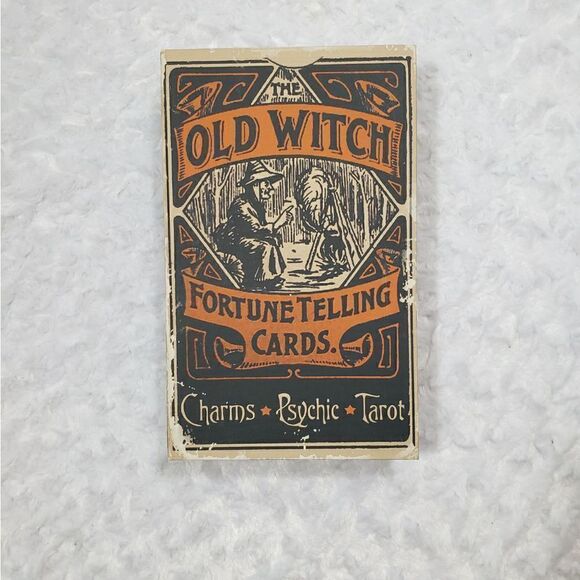 THE
OLD WITCH
FORTUNE TELLING
CARDS.
Charms ★ Psychic ★ Tarot